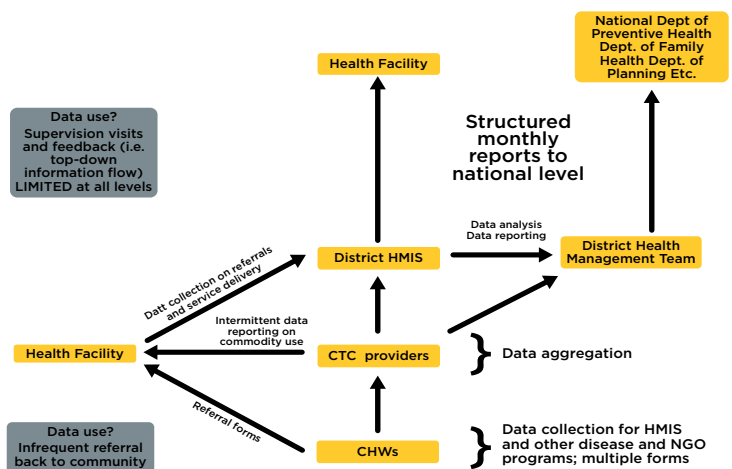 National Dept of
Preventive Health
Dept. of Family
Health Dept. of
Planning Etc.
Health Facility
Data use?
Supervision visits
and feedback (i.e.
top-down
information flow)
LIMITED at all levels
Structured
monthly
reports to
national level
Data analysis
Data reporting
District HMIS
District Health
Management Team
Datt collection on referrals
and service delivery
Intermittent data
reporting on
commodity use
Health Facility
CTC providers
} Data aggregation
Referral forms
Data use?
Infrequent referral
back to community
CHWs
} Data collection for HMIS
and other disease and NGO
programs; multiple forms